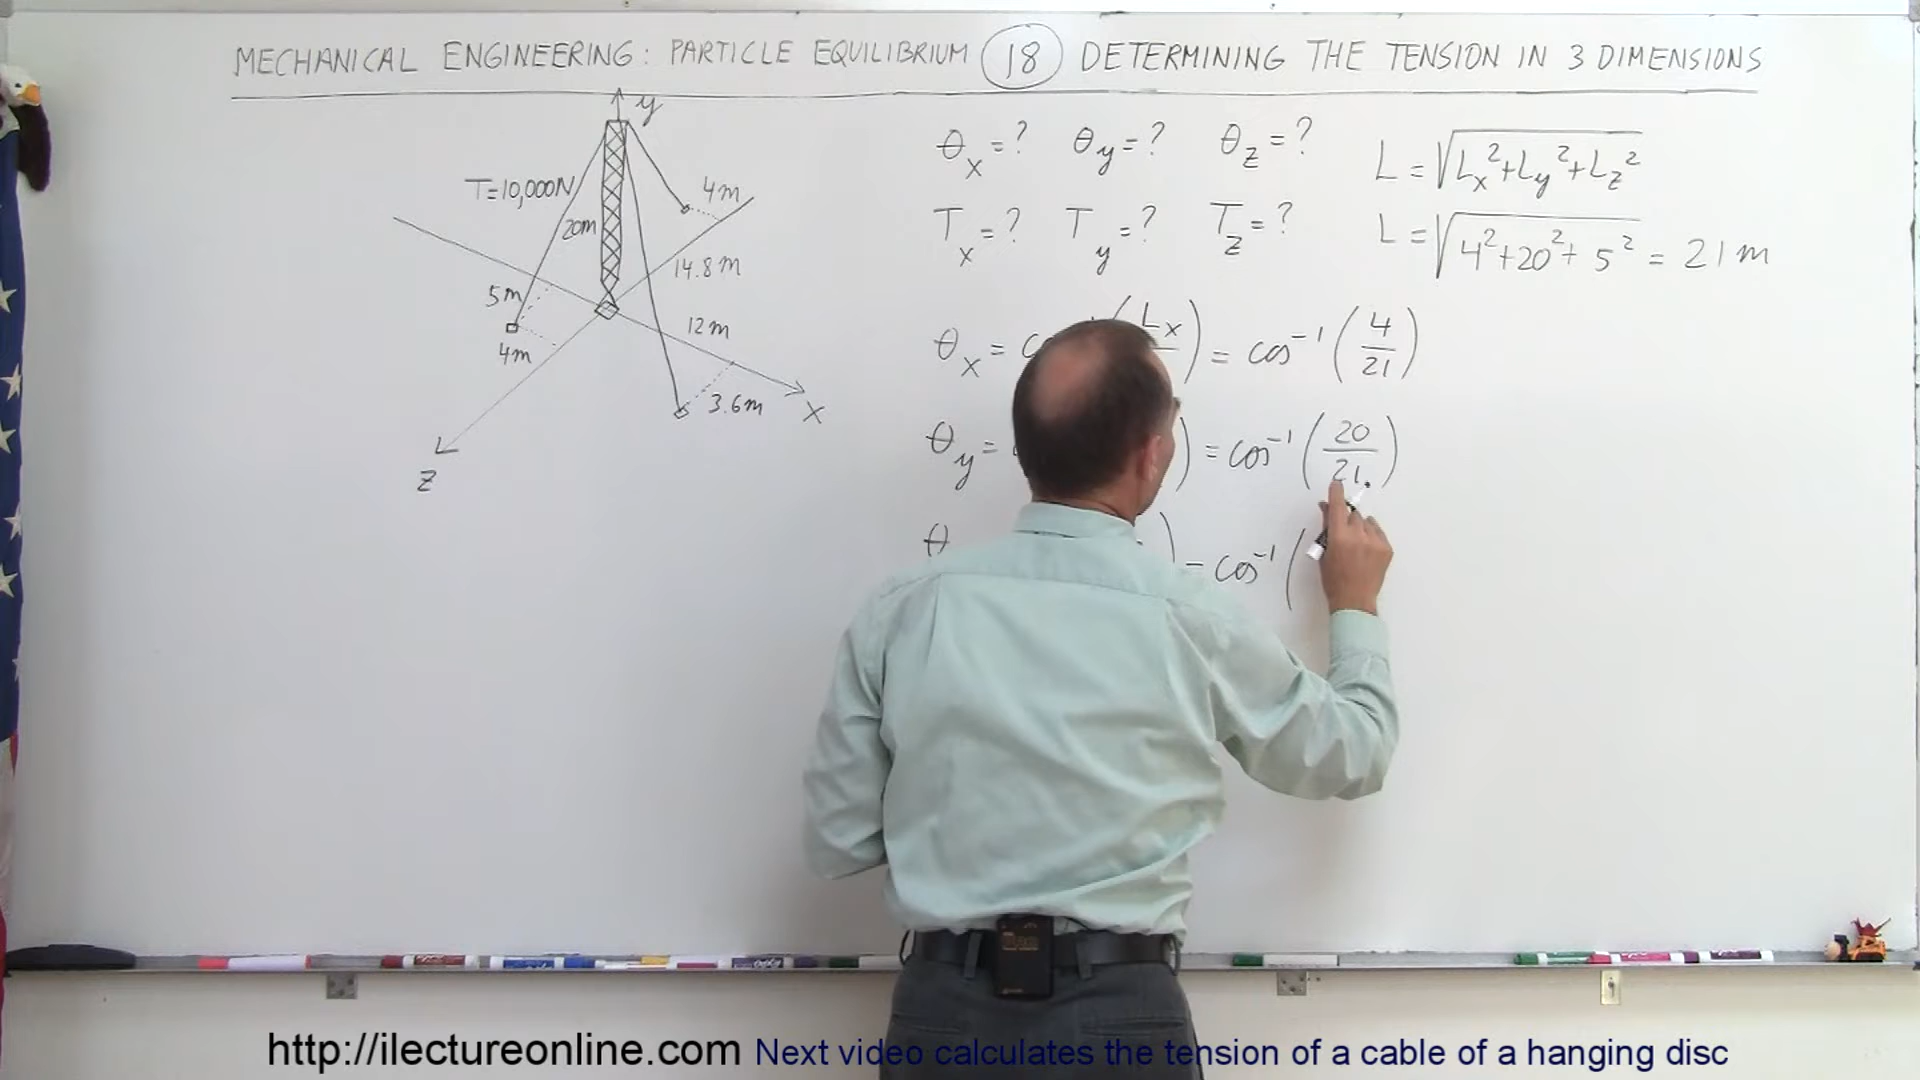 MECHANICAL ENGINEERING: PARTICLE EQUILIBRIUM 18 DETERMINING THE TENSION IN 3 DIMENSIONS
y
T=10,000N
20m
4m
14.8m
5m
4m
12m
3.6m
X
Z
θx=? θy=? θz=?
Tx=? Ty=? Tz=?
L=√Lx²+Ly²+Lz²
L=√4²+20²+5² = 21m
θx = (Lx) = cos⁻¹(4/21)
θy = ) = cos⁻¹(20/21)
θ ) = cos⁻¹(
http://ilectureonline.com Next video calculates the tension of a cable of a hanging disc